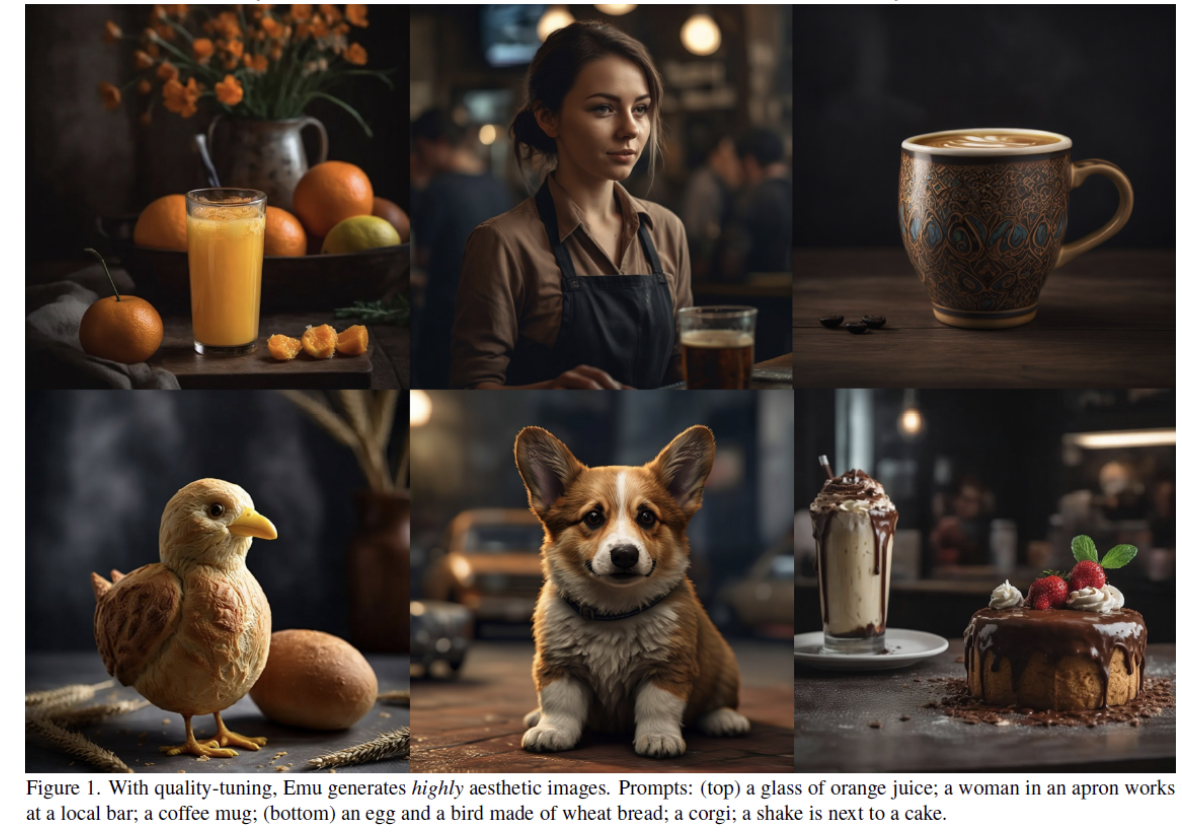 Figure 1. With quality-tuning, Emu generates highly aesthetic images. Prompts: (top) a glass of orange juice; a woman in an apron works
at a local bar; a coffee mug; (bottom) an egg and a bird made of wheat bread; a corgi; a shake is next to a cake.